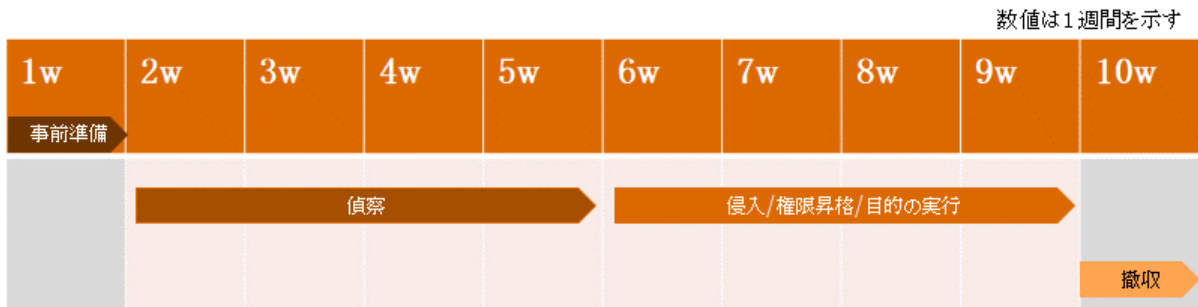 数値は1週間を示す
1w 2w 3w 4w 5w 6w 7w 8w 9w 10w
事前準備
偵察 侵入/権限昇格/目的の実行
撤収